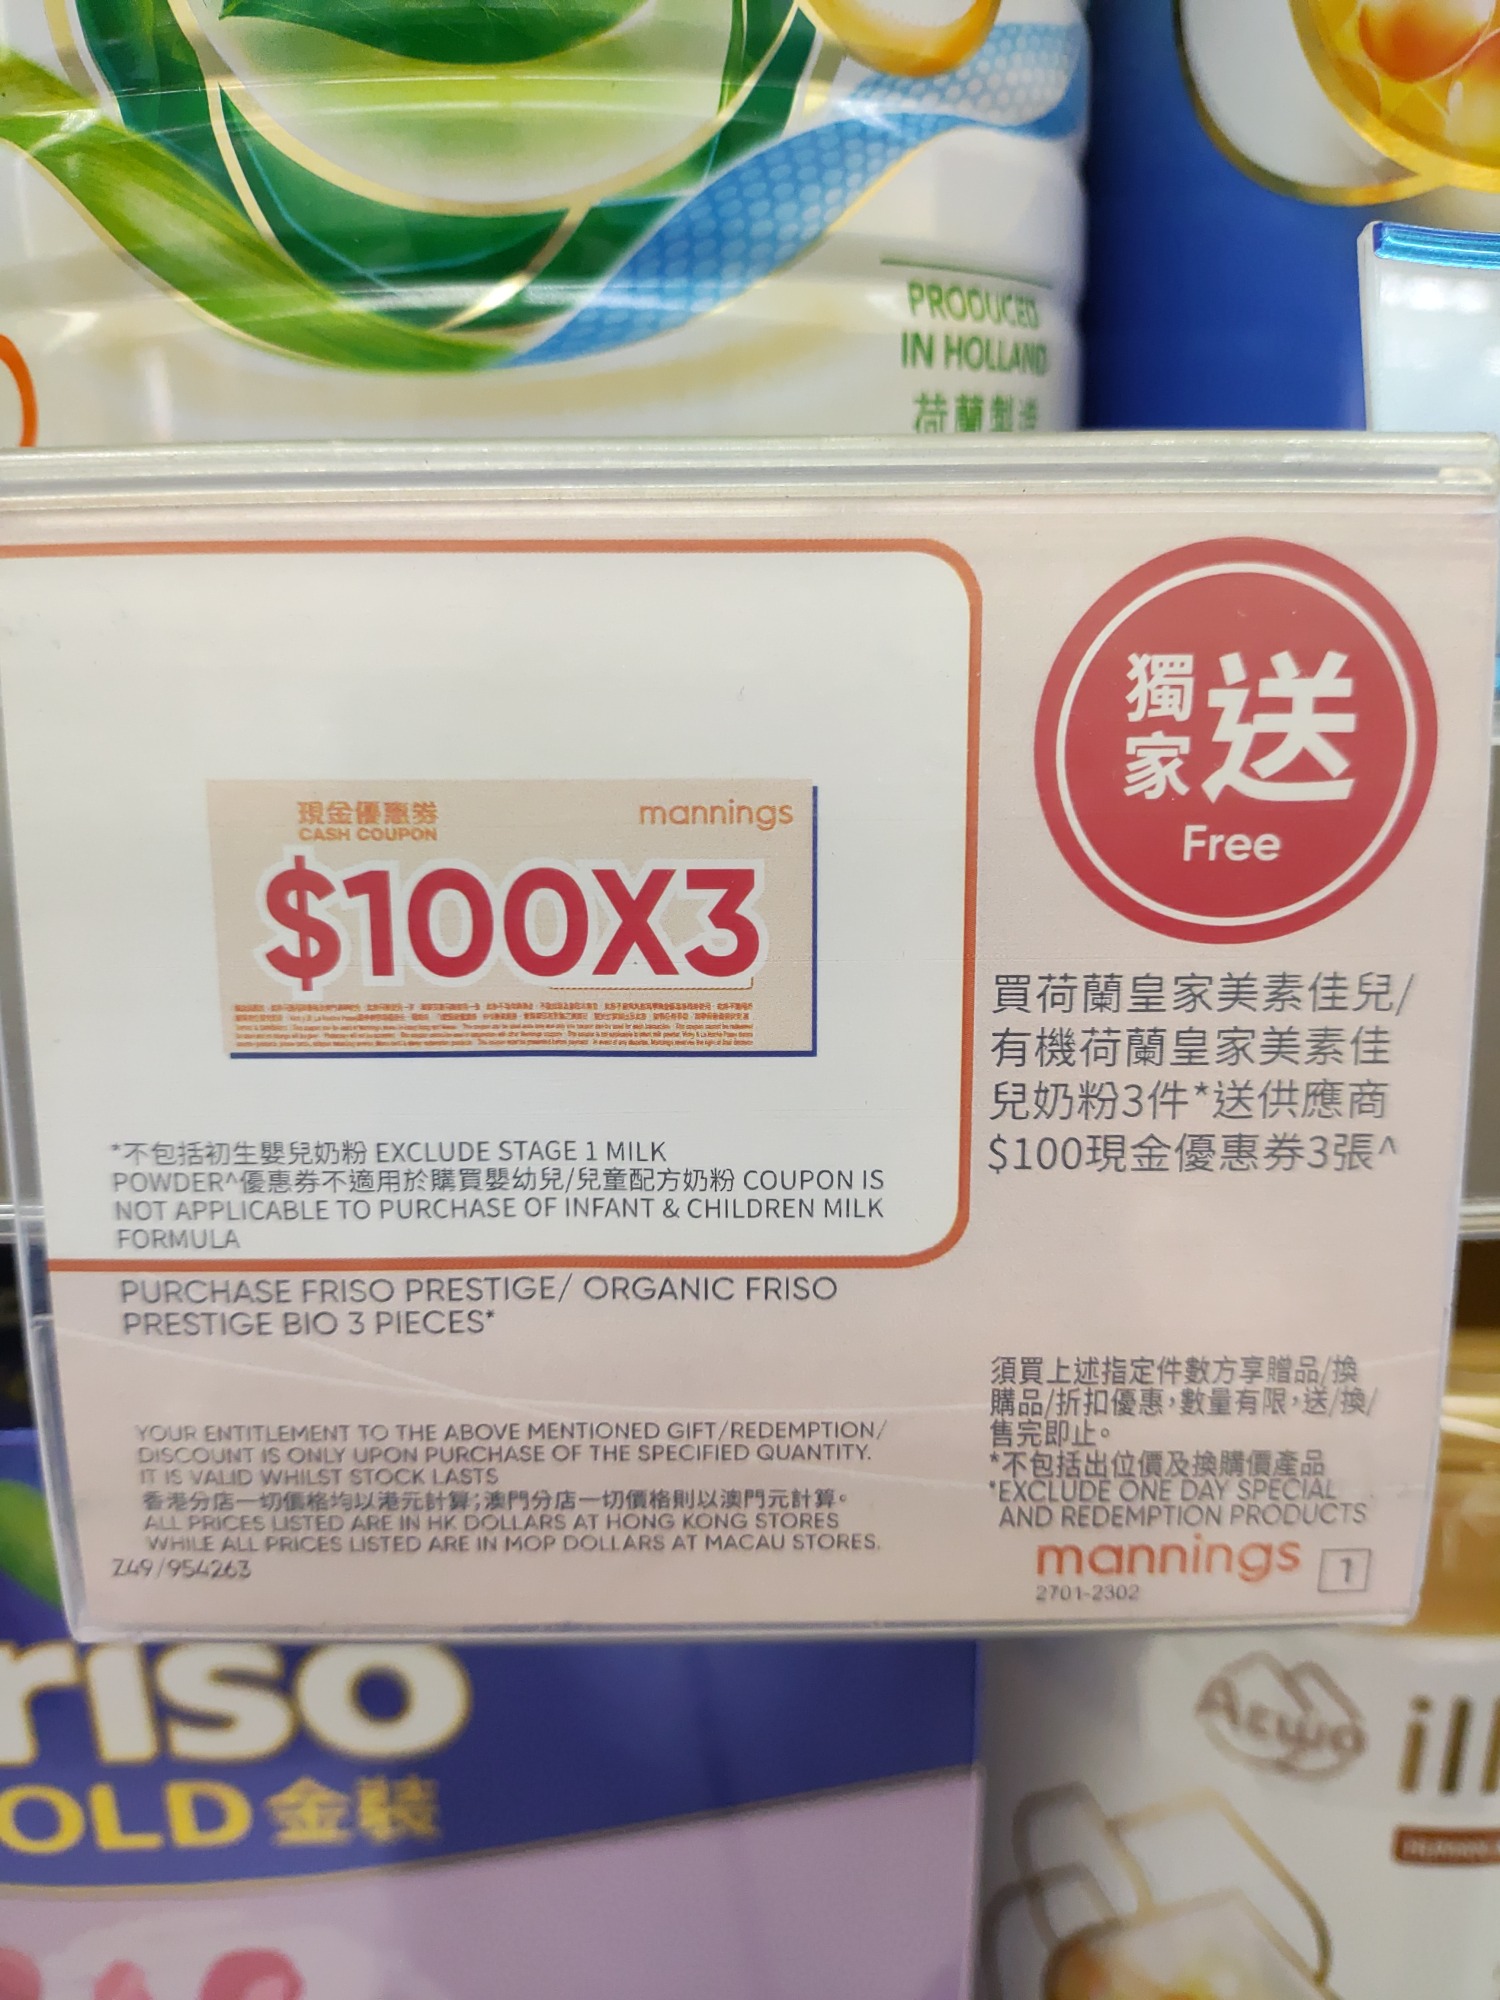 PRODUCED
IN HOLLAND
荷蘭製造
獨家送
Free
現金優惠券
CASH COUPON
mannings
$100X3
*不包括初生嬰兒奶粉 EXCLUDE STAGE 1 MILK
POWDER^優惠券不適用於購買嬰幼兒/兒童配方奶粉 COUPON IS
NOT APPLICABLE TO PURCHASE OF INFANT & CHILDREN MILK
FORMULA
PURCHASE FRISO PRESTIGE/ ORGANIC FRISO
PRESTIGE BIO 3 PIECES*
買荷蘭皇家美素佳兒/
有機荷蘭皇家美素佳
兒奶粉3件*送供應商
$100現金優惠券3張^
YOUR ENTITLEMENT TO THE ABOVE MENTIONED GIFT/REDEMPTION/
DISCOUNT IS ONLY UPON PURCHASE OF THE SPECIFIED QUANTITY.
IT IS VALID WHILST STOCK LASTS
香港分店一切價格均以港元計算;澳門分店一切價格則以澳門元計算。
ALL PRICES LISTED ARE IN HK DOLLARS AT HONG KONG STORES
WHILE ALL PRICES LISTED ARE IN MOP DOLLARS AT MACAU STORES.
Z49/954263
須買上述指定件數方享贈品/換
購品/折扣優惠,數量有限,送/換/
售完即止。
*不包括出位價及換購價產品
*EXCLUDE ONE DAY SPECIAL
AND REDEMPTION PRODUCTS
mannings 1
2701-2302
riso
OLD 金裝